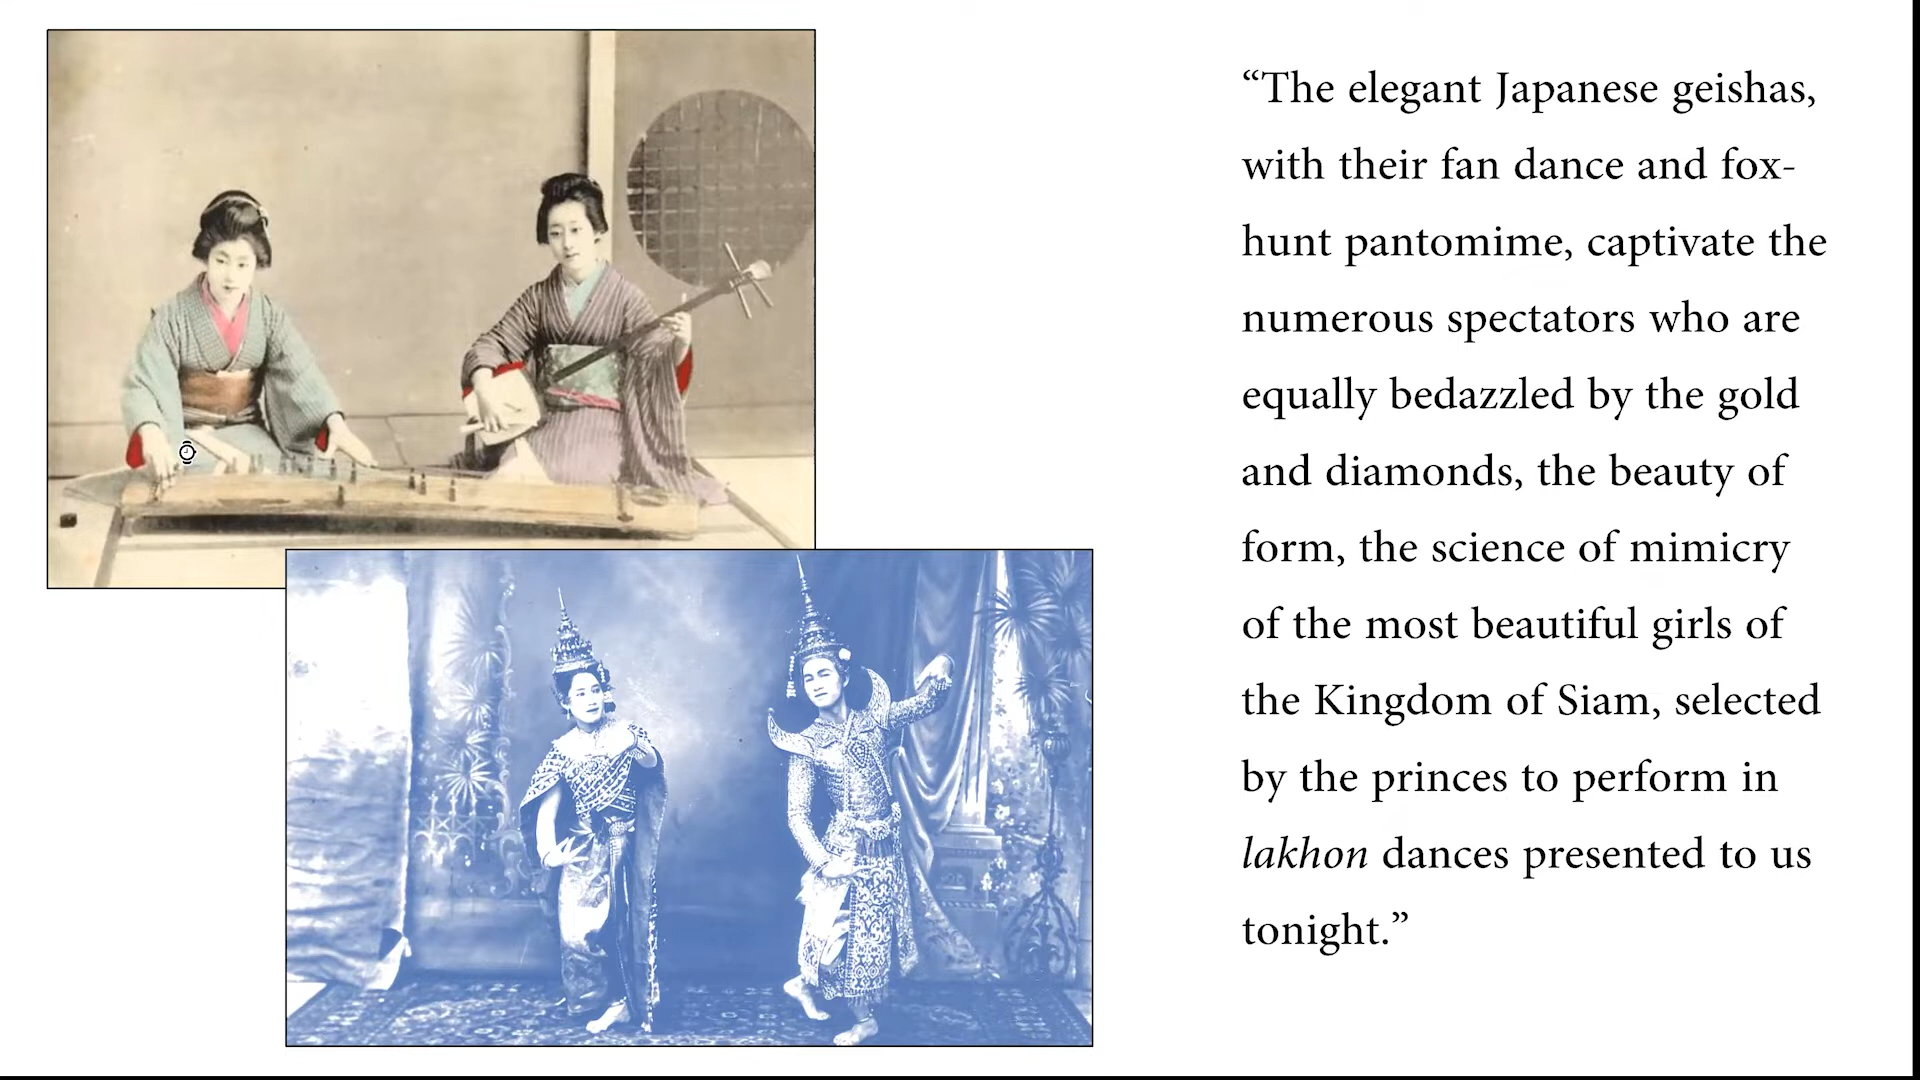 “The elegant Japanese geishas,
with their fan dance and fox-
hunt pantomime, captivate the
numerous spectators who are
equally bedazzled by the gold
and diamonds, the beauty of
form, the science of mimicry
of the most beautiful girls of
the Kingdom of Siam, selected
by the princes to perform in
lakhon dances presented to us
tonight.”